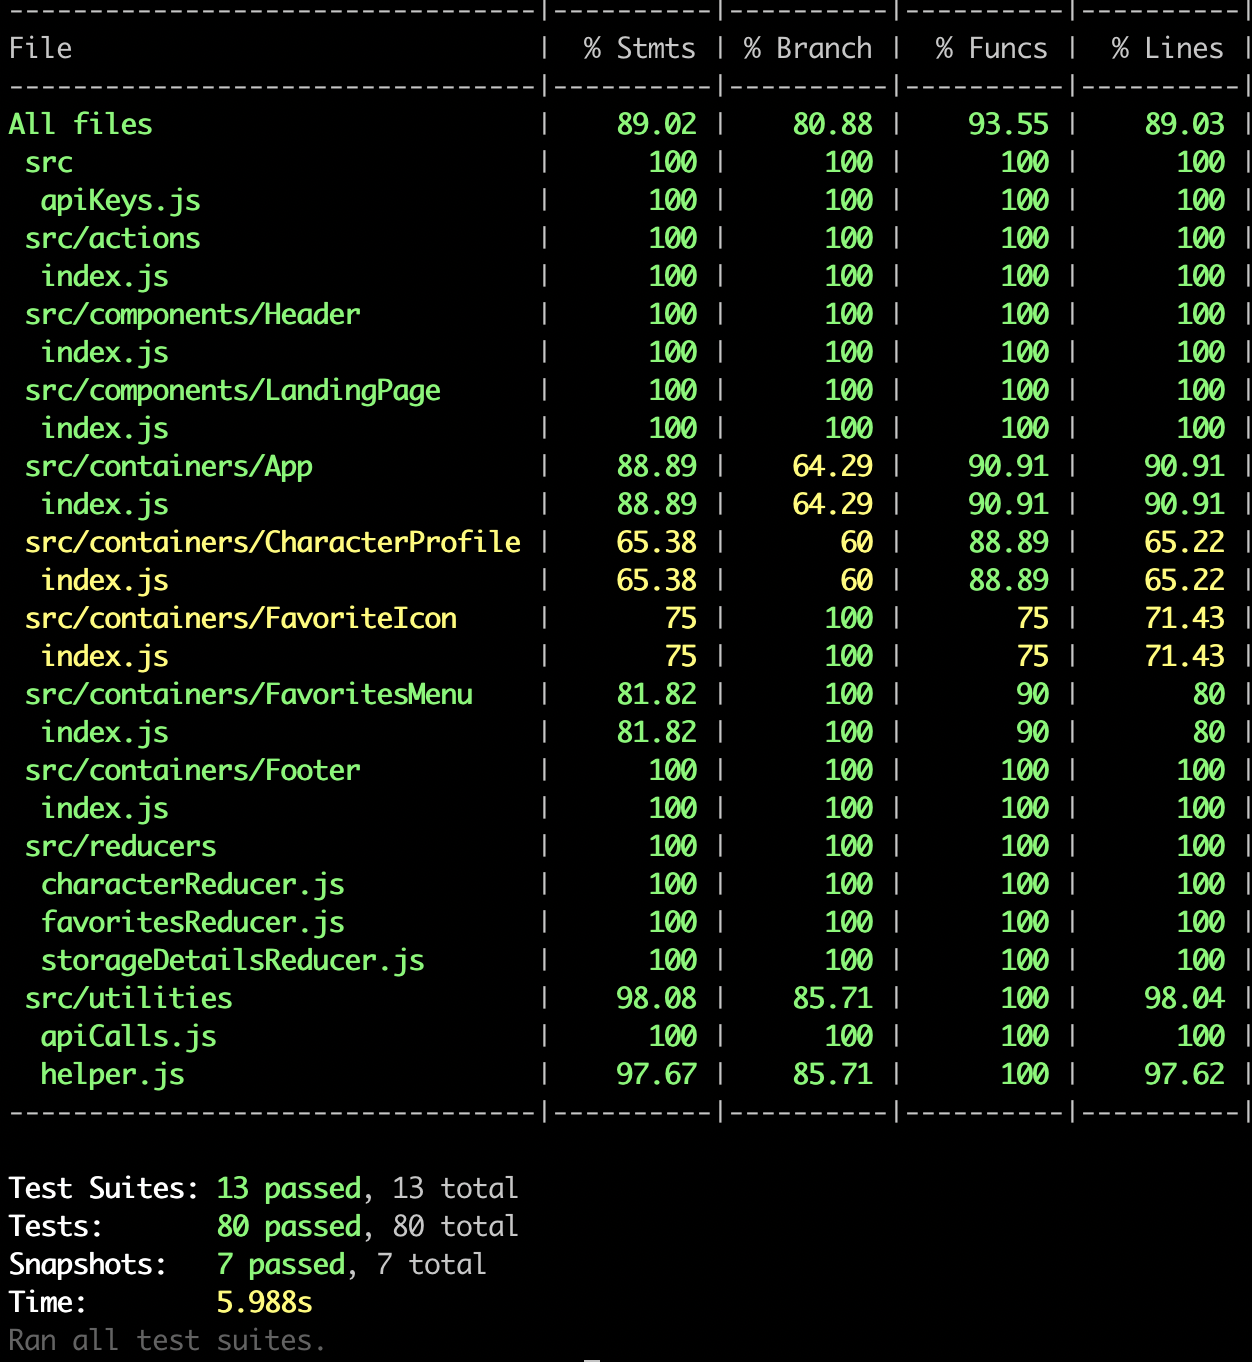 ---------------------------------|----------|----------|----------|----------|
File                             |  % Stmts | % Branch |  % Funcs |  % Lines |
---------------------------------|----------|----------|----------|----------|
All files                        |    89.02 |    80.88 |    93.55 |    89.03 |
 src                             |      100 |      100 |      100 |      100 |
  apiKeys.js                     |      100 |      100 |      100 |      100 |
 src/actions                     |      100 |      100 |      100 |      100 |
  index.js                       |      100 |      100 |      100 |      100 |
 src/components/Header           |      100 |      100 |      100 |      100 |
  index.js                       |      100 |      100 |      100 |      100 |
 src/components/LandingPage      |      100 |      100 |      100 |      100 |
  index.js                       |      100 |      100 |      100 |      100 |
 src/containers/App              |    88.89 |    64.29 |    90.91 |    90.91 |
  index.js                       |    88.89 |    64.29 |    90.91 |    90.91 |
 src/containers/CharacterProfile |    65.38 |       60 |    88.89 |    65.22 |
  index.js                       |    65.38 |       60 |    88.89 |    65.22 |
 src/containers/FavoriteIcon     |       75 |      100 |       75 |    71.43 |
  index.js                       |       75 |      100 |       75 |    71.43 |
 src/containers/FavoritesMenu    |    81.82 |      100 |       90 |       80 |
  index.js                       |    81.82 |      100 |       90 |       80 |
 src/containers/Footer           |      100 |      100 |      100 |      100 |
  index.js                       |      100 |      100 |      100 |      100 |
 src/reducers                    |      100 |      100 |      100 |      100 |
  characterReducer.js            |      100 |      100 |      100 |      100 |
  favoritesReducer.js            |      100 |      100 |      100 |      100 |
  storageDetailsReducer.js       |      100 |      100 |      100 |      100 |
 src/utilities                   |    98.08 |    85.71 |      100 |    98.04 |
  apiCalls.js                    |      100 |      100 |      100 |      100 |
  helper.js                      |    97.67 |    85.71 |      100 |    97.62 |
---------------------------------|----------|----------|----------|----------|
Test Suites: 13 passed, 13 total
Tests:       80 passed, 80 total
Snapshots:   7 passed, 7 total
Time:        5.988s
Ran all test suites.